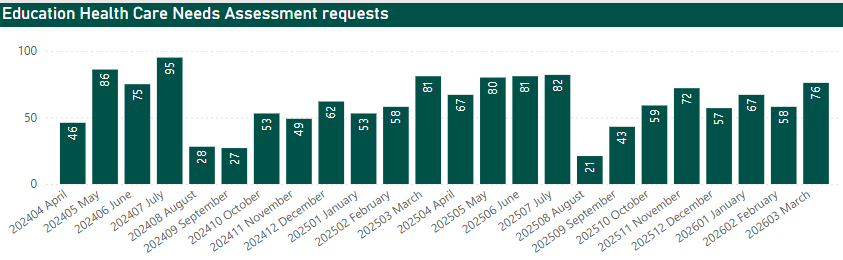 Education Health Care Needs Assessment requests
100
50
0
46
86
75
95
28
27
53
49
62
53
58
81
67
80
81
82
21
43
59
72
57
67
58
76
202404 April
202405 May
202406 June
202407 July
202408 August
202409 September
202410 October
202411 November
202412 December
202501 January
202502 February
202503 March
202504 April
202505 May
202506 June
202507 July
202508 August
202509 September
202510 October
202511 November
202512 December
202601 January
202602 February
202603 March